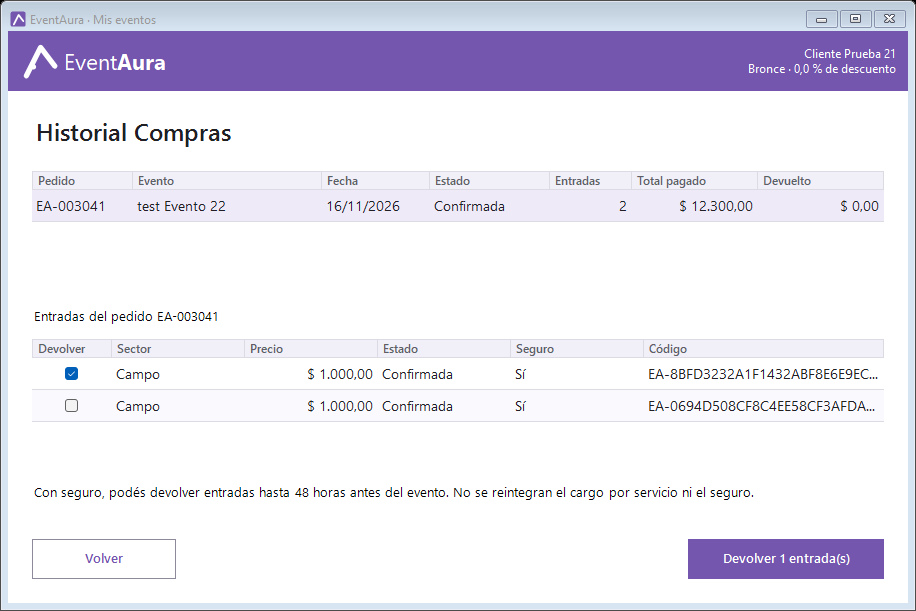 EventAura · Mis eventos
EventAura
Cliente Prueba 21
Bronce · 0,0 % de descuento
Historial Compras
Pedido Evento Fecha Estado Entradas Total pagado Devuelto
EA-003041 test Evento 22 16/11/2026 Confirmada 2 $ 12.300,00 $ 0,00
Entradas del pedido EA-003041
Devolver Sector Precio Estado Seguro Código
Campo $ 1.000,00 Confirmada Sí EA-8BFD3232A1F1432ABF8E6E9EC...
Campo $ 1.000,00 Confirmada Sí EA-0694D508CF8C4EE58CF3AFDA...
Con seguro, podés devolver entradas hasta 48 horas antes del evento. No se reintegran el cargo por servicio ni el seguro.
Volver
Devolver 1 entrada(s)